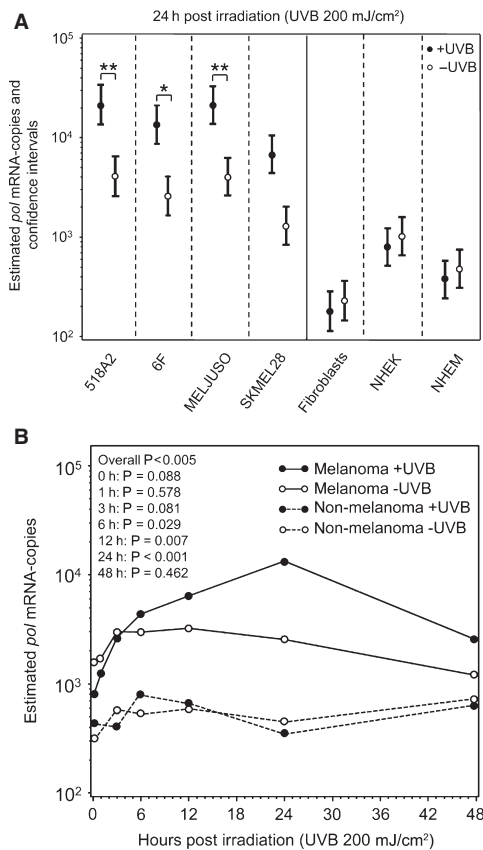 A
24 h post irradiation (UVB 200 mJ/cm²)
10⁵
10⁴
10³
10²
Estimated pol mRNA-copies and
confidence intervals
+UVB
−UVB
**
*
**
518A2
6F
MELJUSO
SKMEL28
Fibroblasts
NHEK
NHEM
B
Overall P<0.005
0 h: P = 0.088
1 h: P = 0.578
3 h: P = 0.081
6 h: P = 0.029
12 h: P = 0.007
24 h: P < 0.001
48 h: P = 0.462
Melanoma +UVB
Melanoma -UVB
Non-melanoma +UVB
Non-melanoma -UVB
10⁵
10⁴
10³
10²
Estimated pol mRNA-copies
0 6 12 18 24 30 36 42 48
Hours post irradiation (UVB 200 mJ/cm²)